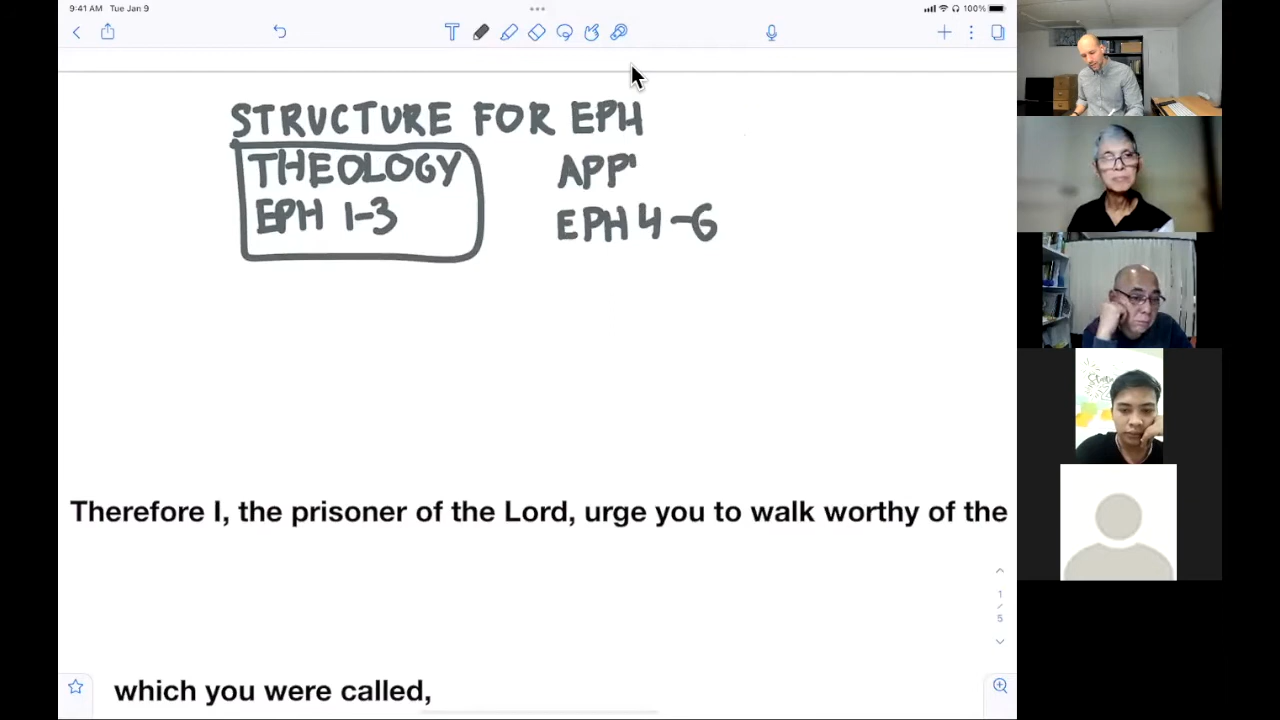 9:41 AM Tue Jan 9
100%
STRUCTURE FOR EPH
THEOLOGY APP'
EPH 1-3 EPH 4-6
Therefore I, the prisoner of the Lord, urge you to walk worthy of the
1
/
5
which you were called,